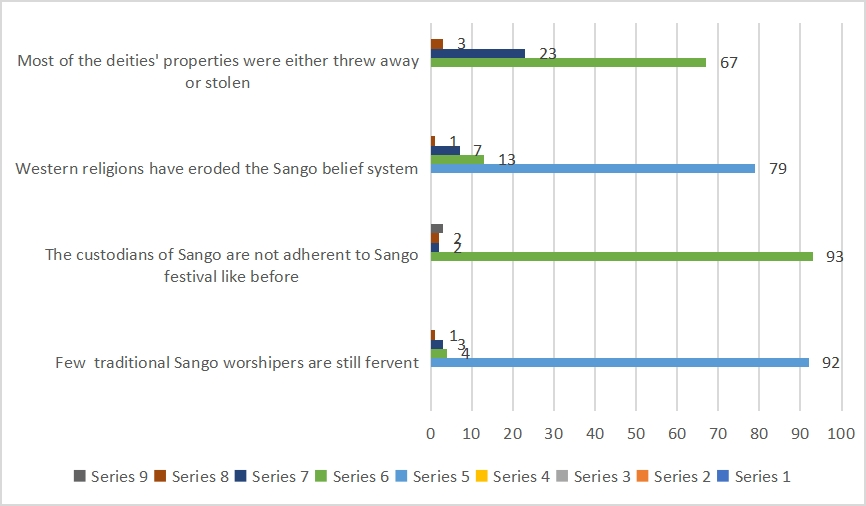 Most of the deities' properties were either threw away
or stolen
3
23
67
Western religions have eroded the Sango belief system
1
7
13
79
The custodians of Sango are not adherent to Sango
festival like before
2
2
93
Few  traditional Sango worshipers are still fervent
1
3
4
92
0 10 20 30 40 50 60 70 80 90 100
Series 9 Series 8 Series 7 Series 6 Series 5 Series 4 Series 3 Series 2 Series 1